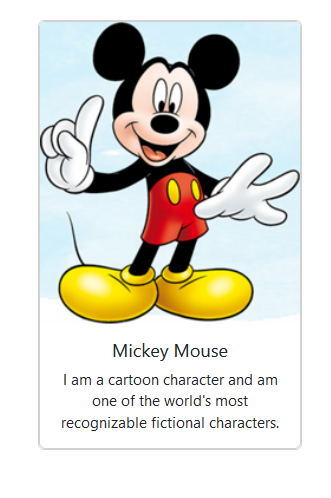 Mickey Mouse
I am a cartoon character and am
one of the world's most
recognizable fictional characters.